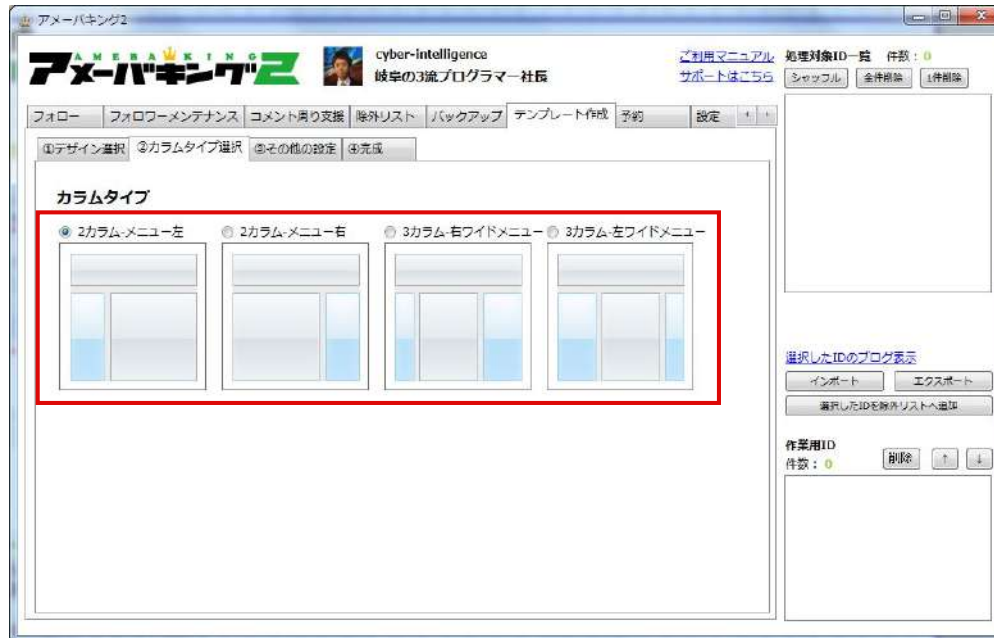 アメーバキング2
AMEBAKING
アメーバキング2
cyber-intelligence
岐阜の3流プログラマー社長
ご利用マニュアル
サポートはこちら
処理対象ID一覧 件数：0
シャッフル 全件削除 1件削除
フォロー フォロワーメンテナンス コメント周り支援 除外リスト バックアップ テンプレート作成 予約 設定
①デザイン選択 ②カラムタイプ選択 ③その他の設定 ④完成
カラムタイプ
2カラム-メニュー左 2カラム-メニュー右 3カラム-右ワイドメニュー 3カラム-左ワイドメニュー
選択したIDのブログ表示
インポート エクスポート
選択したIDを除外リストへ追加
作業用ID
件数：0 削除 ↑ ↓